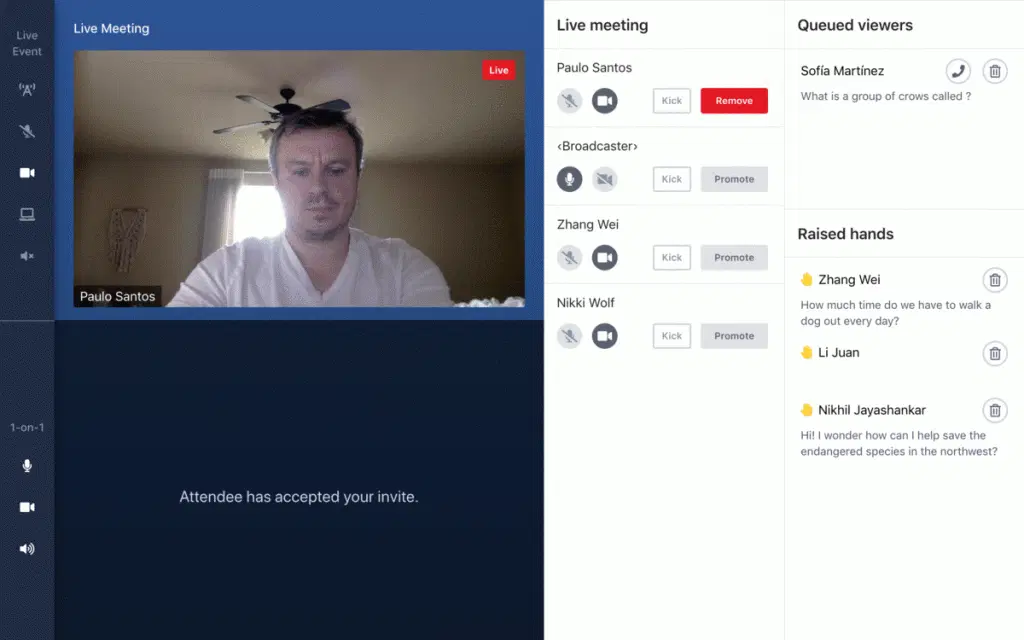 Live
Event
1-on-1
Live Meeting
Live
Paulo Santos
Attendee has accepted your invite.
Live meeting
Paulo Santos
Kick
Remove
‹Broadcaster›
Kick
Promote
Zhang Wei
Kick
Promote
Nikki Wolf
Kick
Promote
Queued viewers
Sofía Martínez
What is a group of crows called ?
Raised hands
Zhang Wei
How much time do we have to walk a
dog out every day?
Li Juan
Nikhil Jayashankar
Hi! I wonder how can I help save the
endangered species in the northwest?